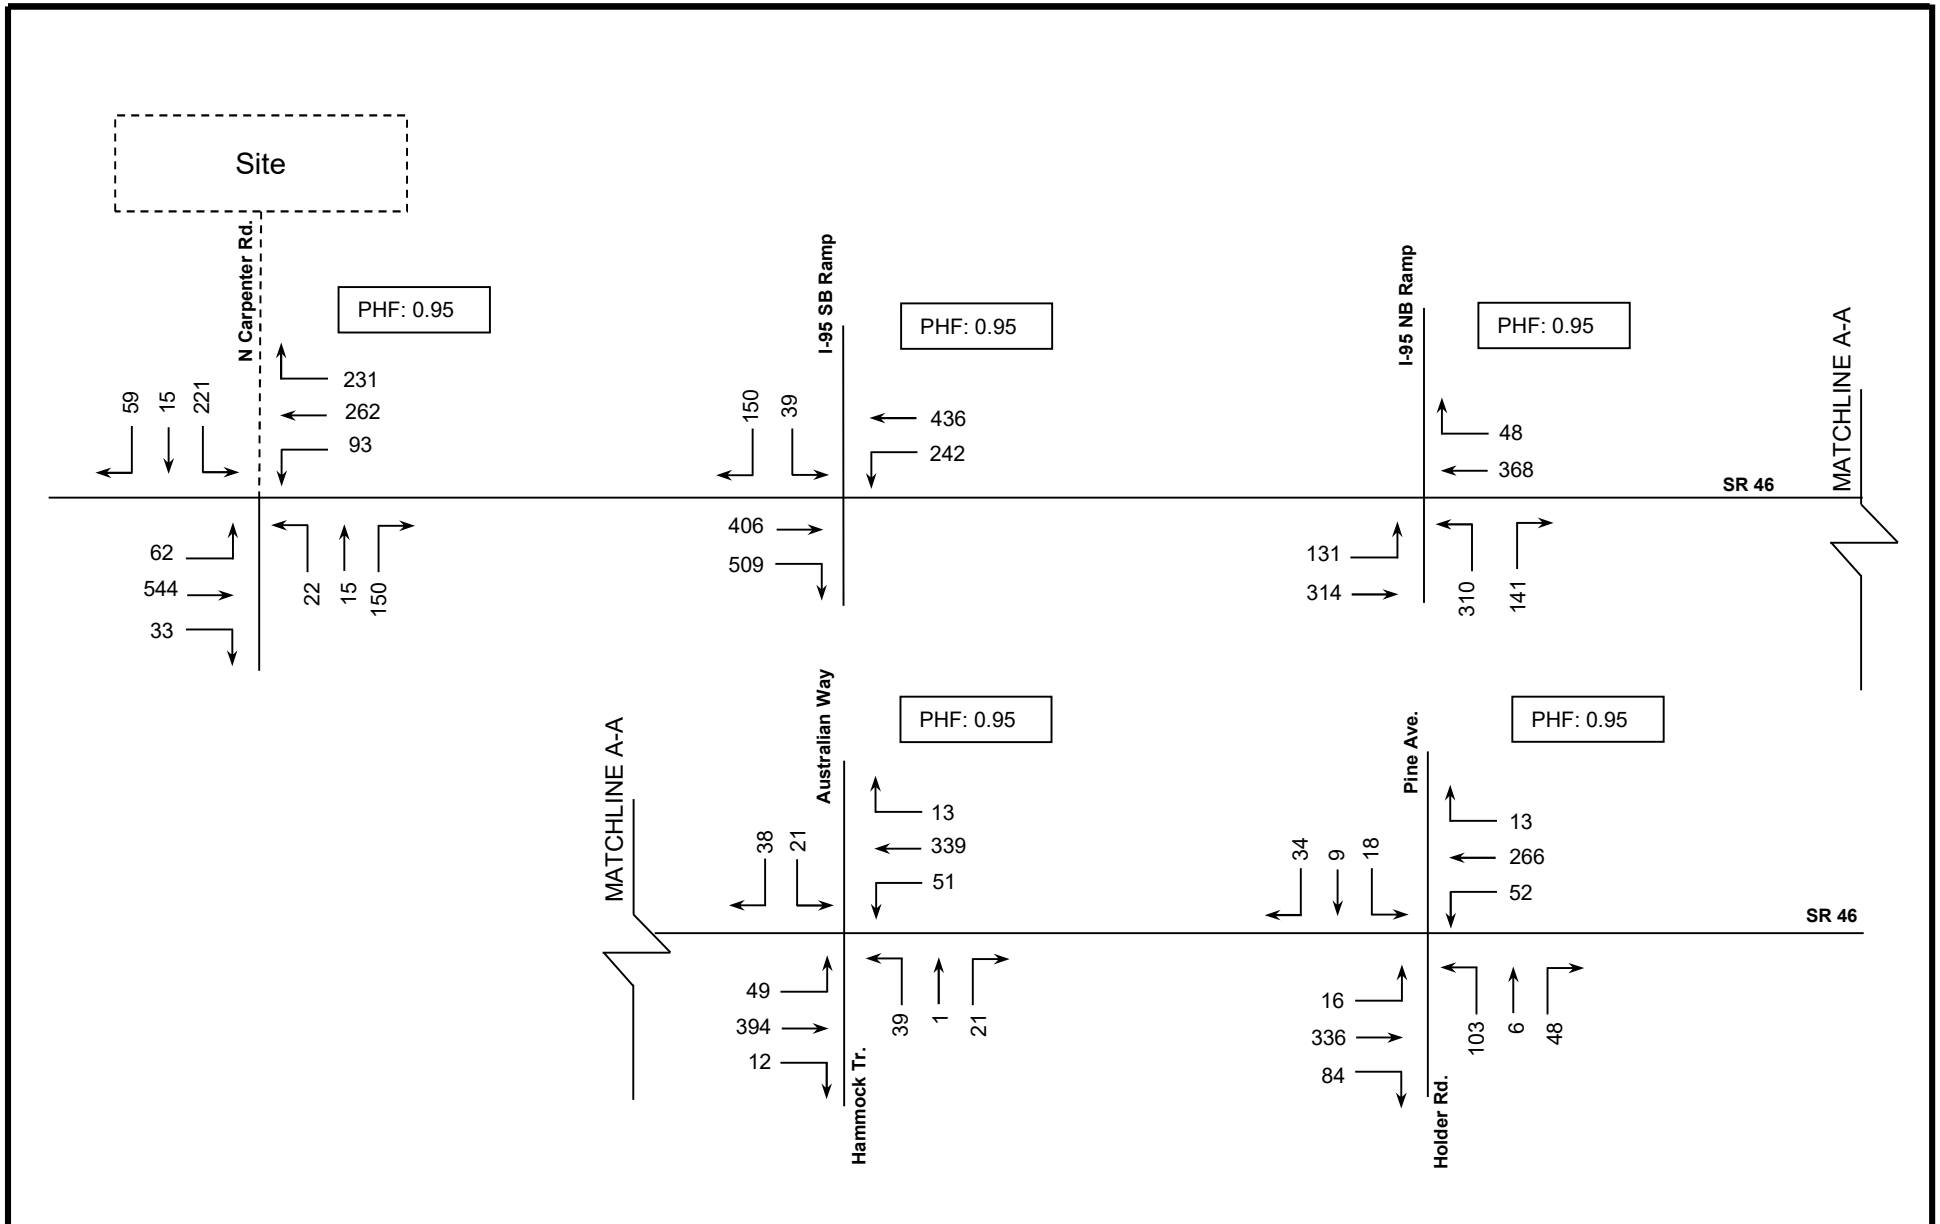 Site
N Carpenter Rd.
PHF: 0.95
231
262
93
59
15
221
62
544
33
22
15
150
I-95 SB Ramp
PHF: 0.95
150
39
436
242
406
509
I-95 NB Ramp
PHF: 0.95
48
368
131
314
310
141
SR 46
MATCHLINE A-A
MATCHLINE A-A
Australian Way
PHF: 0.95
38
21
13
339
51
49
394
12
39
1
21
Hammock Tr.
Pine Ave.
PHF: 0.95
34
9
18
13
266
52
16
336
84
103
6
48
Holder Rd.
SR 46